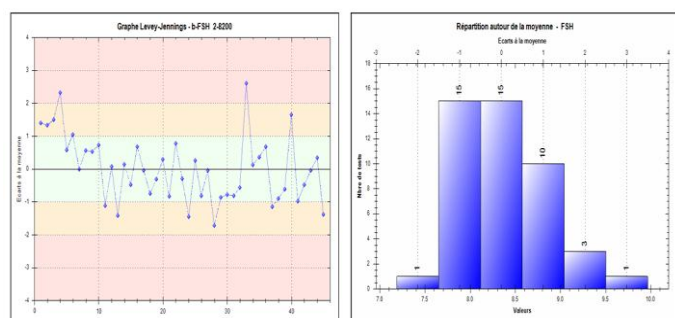 Graphe Levey-Jennings - b-FSH 2-8200
Ecarts à la moyenne
4
3
2
1
0
-1
-2
-3
-4
0 10 20 30 40
Répartition autour de la moyenne - FSH
Ecarts à la moyenne
-3 -2 -1 0 1 2 3 4
Nbre de tests
18
16
14
12
10
8
6
4
2
0
1 15 15 10 3 1
7.0 7.5 8.0 8.5 9.0 9.5 10.0
Valeurs